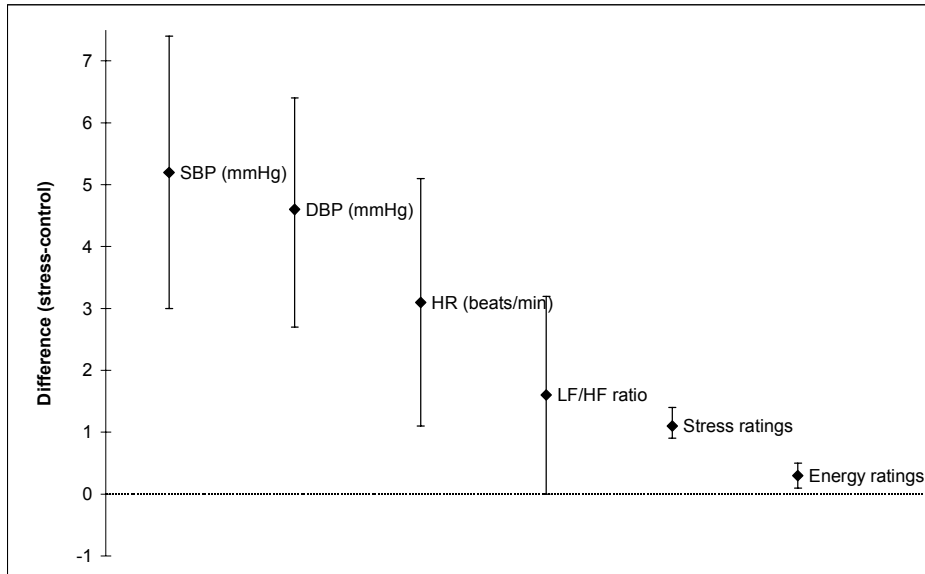 Difference (stress-control)
7
6
5
4
3
2
1
0
-1
SBP (mmHg)
DBP (mmHg)
HR (beats/min)
LF/HF ratio
Stress ratings
Energy ratings